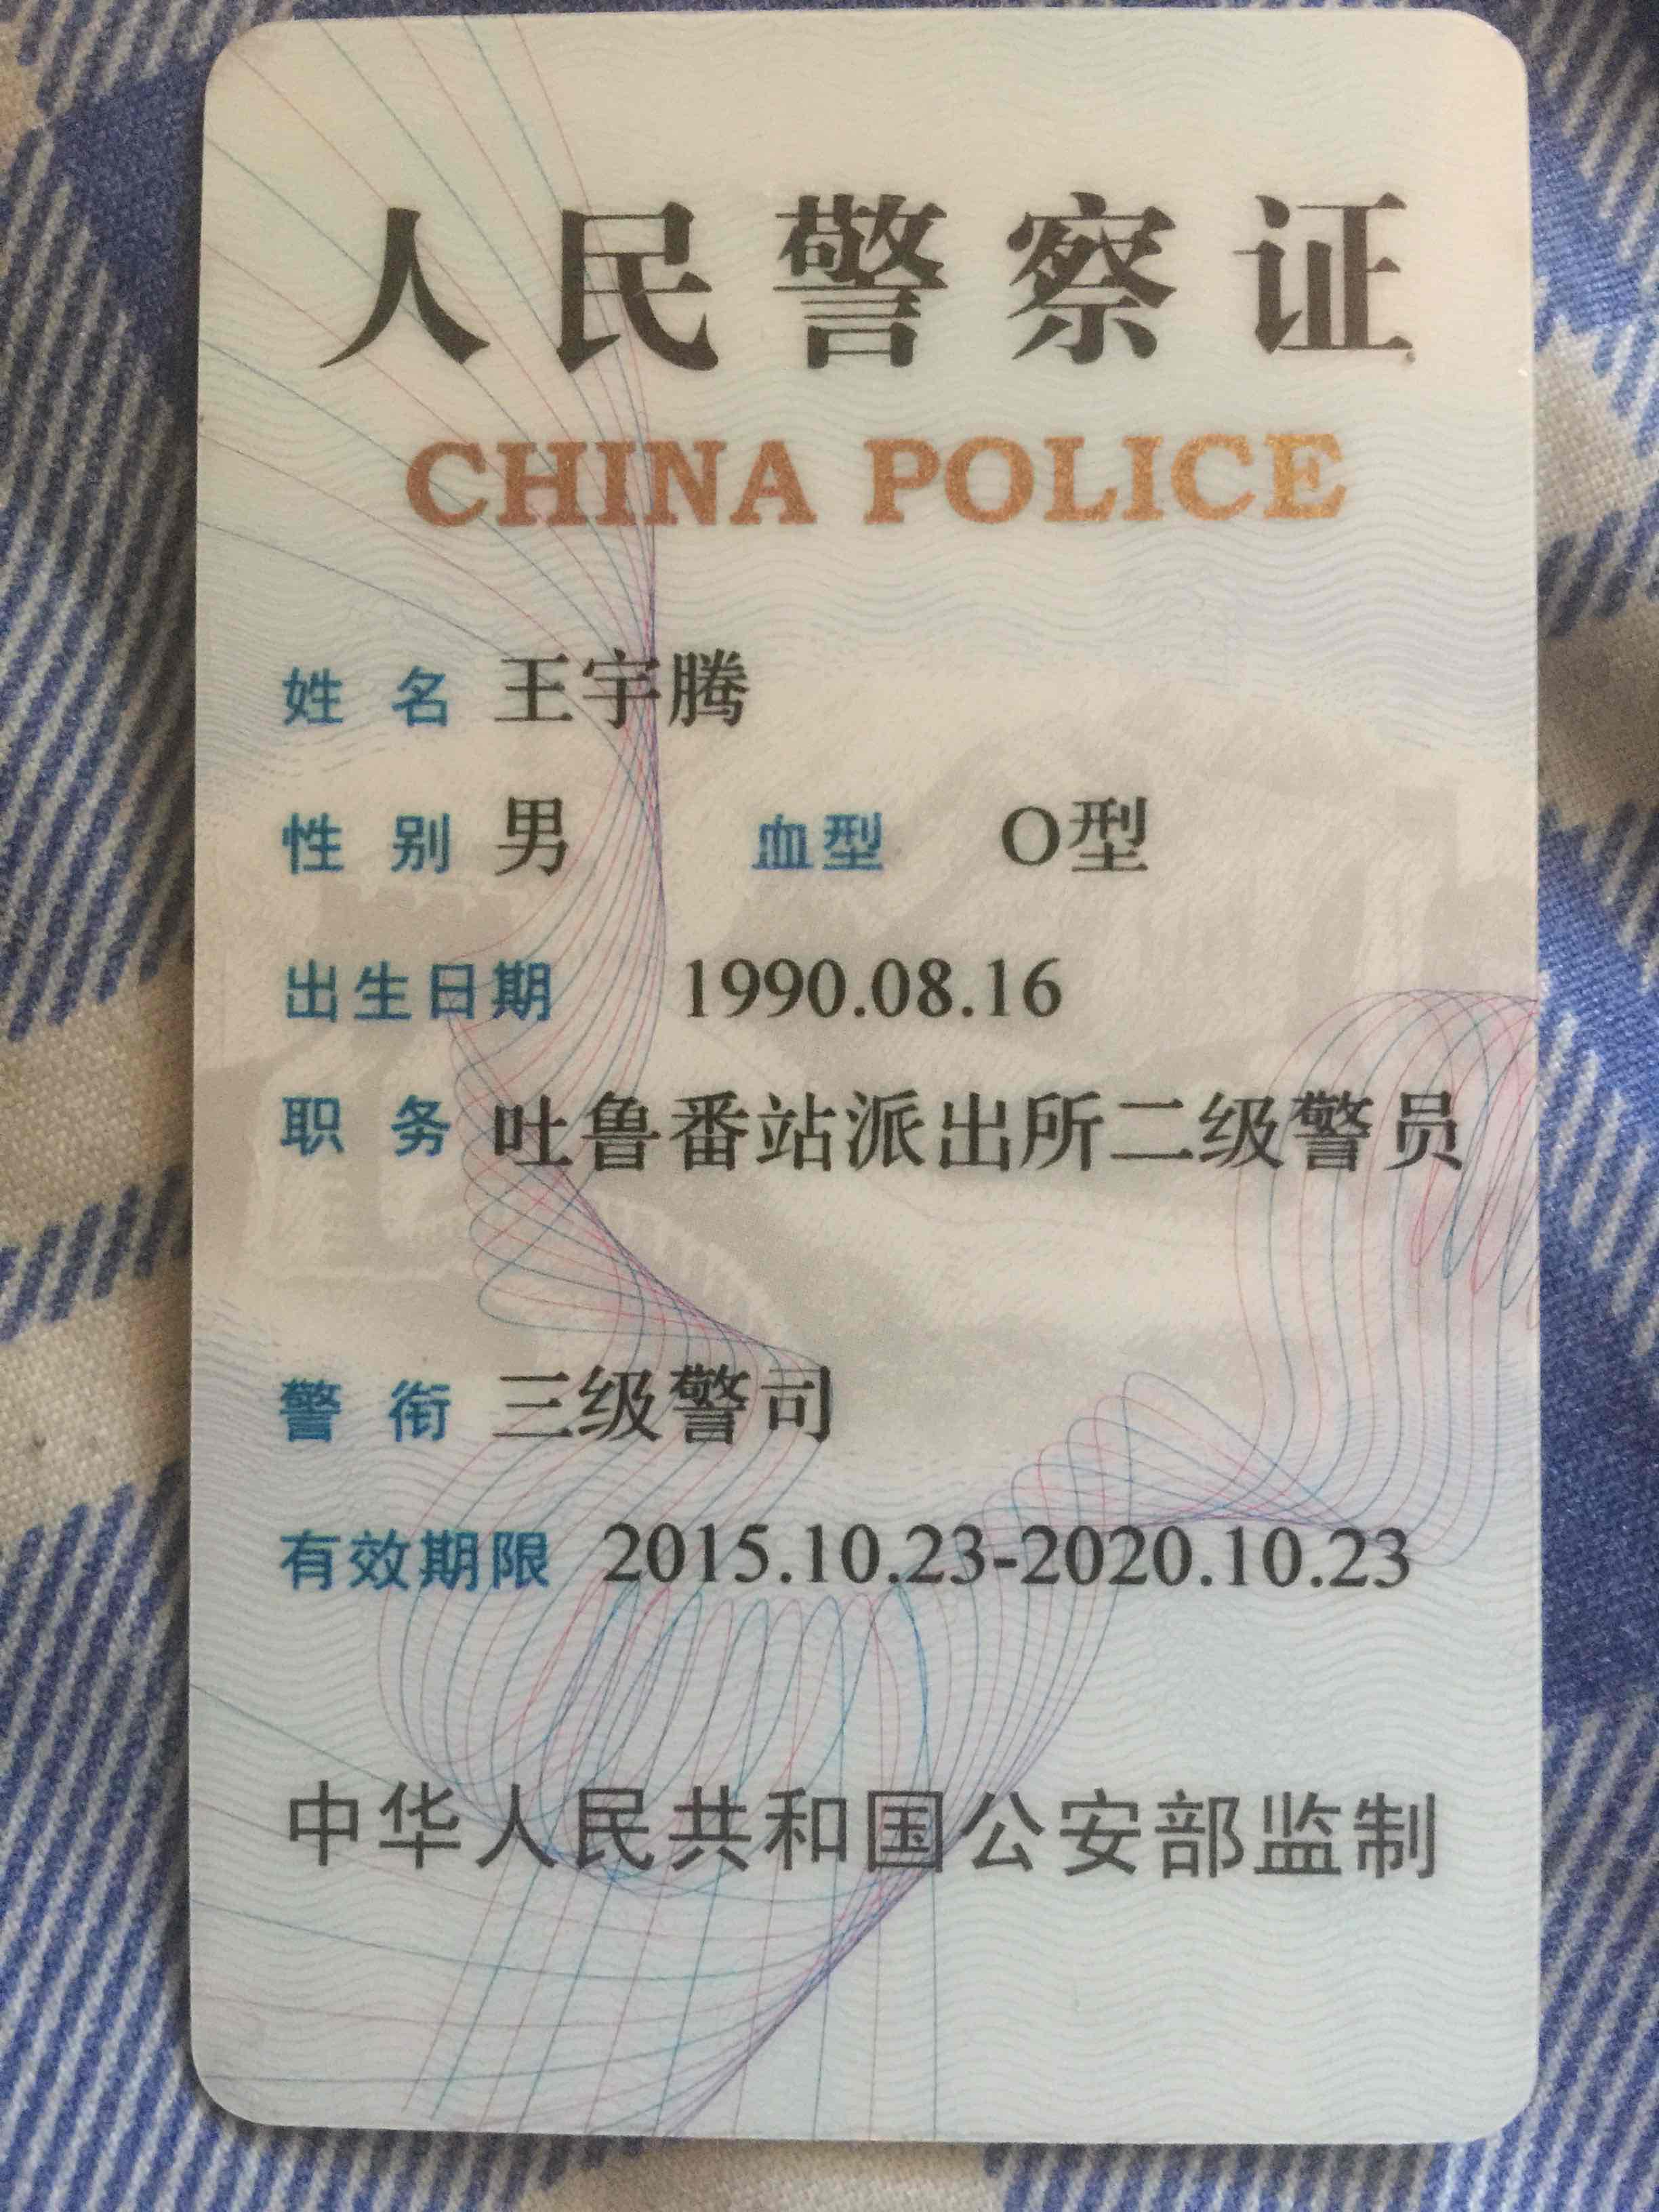 人民警察证
CHINA POLICE
姓名 王宇腾
性别 男 血型 O型
出生日期 1990.08.16
职务 吐鲁番站派出所二级警员
警衔 三级警司
有效期限 2015.10.23-2020.10.23
中华人民共和国公安部监制